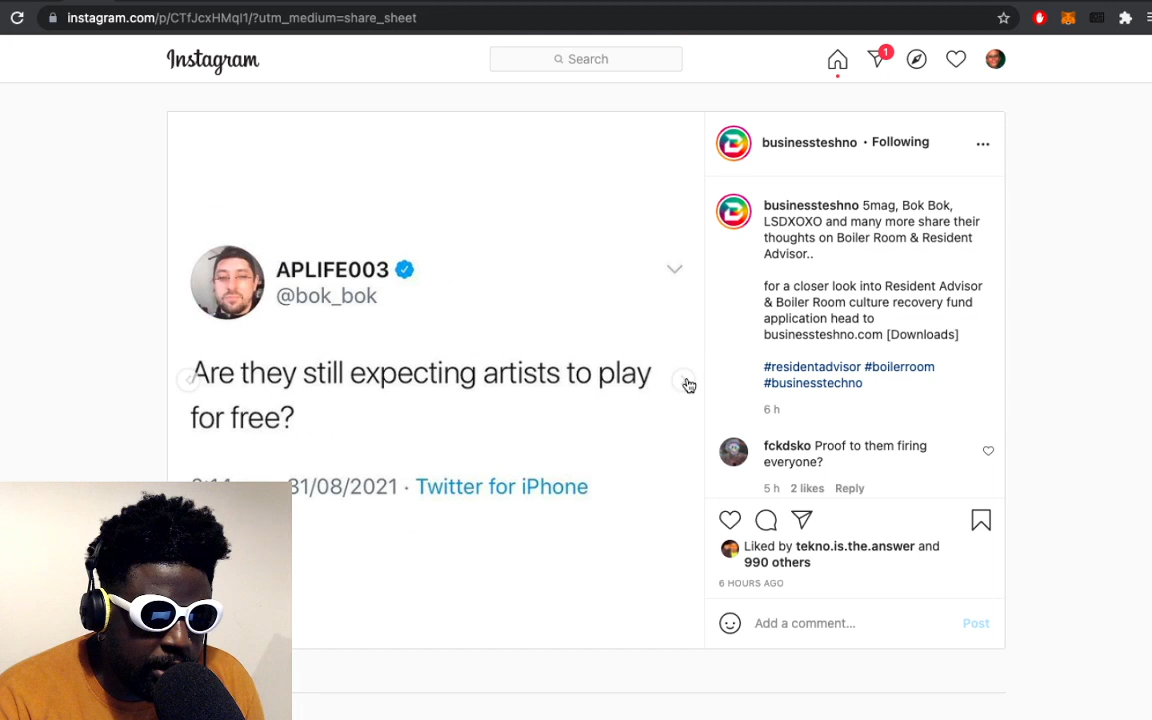 instagram.com/p/CTfJcxHMqI1/?utm_medium=share_sheet
Instagram
Search
1
businessteshno • Following
APLIFE003
@bok_bok
Are they still expecting artists to play
for free?
31/08/2021 · Twitter for iPhone
businessteshno 5mag, Bok Bok,
LSDXOXO and many more share their
thoughts on Boiler Room & Resident
Advisor..
for a closer look into Resident Advisor
& Boiler Room culture recovery fund
application head to
businessteshno.com [Downloads]
#residentadvisor #boilerroom
#businesstechno
6 h
fckdsko Proof to them firing
everyone?
5 h 2 likes Reply
Liked by tekno.is.the.answer and
990 others
6 HOURS AGO
Add a comment...
Post